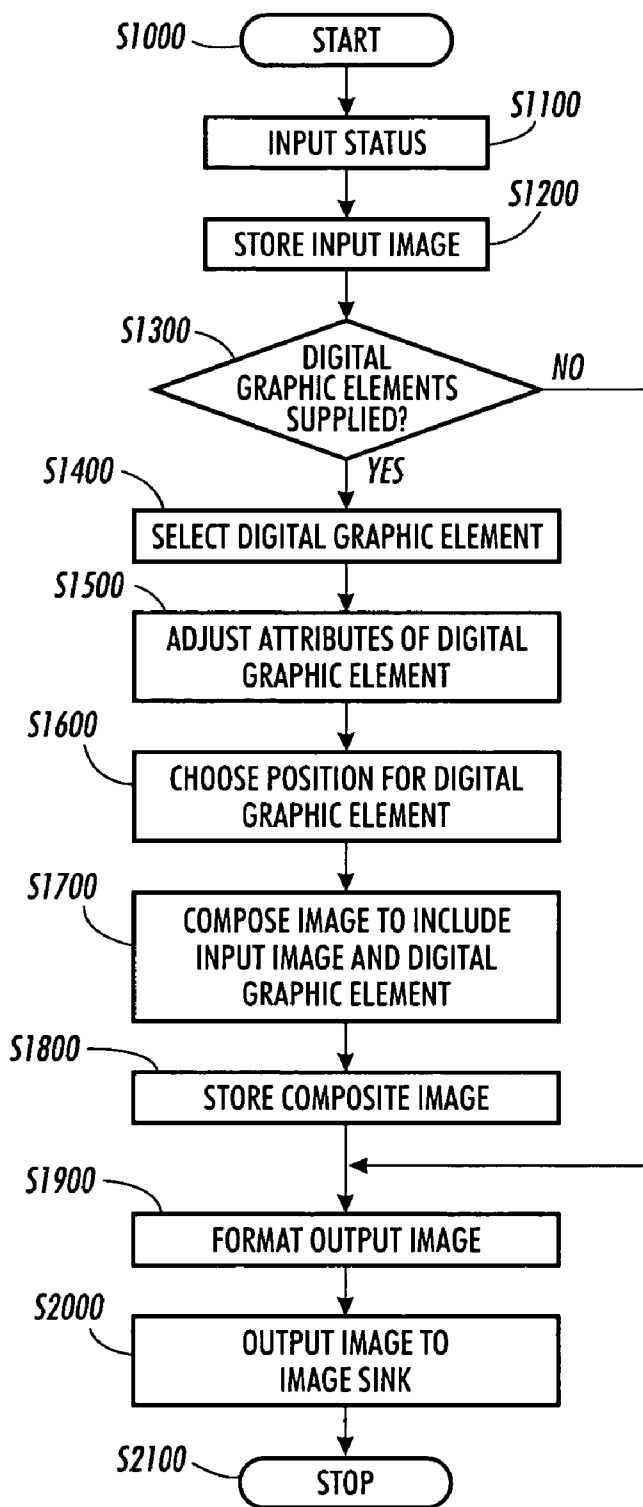 S1000
START
S1100
INPUT STATUS
S1200
STORE INPUT IMAGE
S1300
DIGITAL
GRAPHIC ELEMENTS
SUPPLIED?
NO
YES
S1400
SELECT DIGITAL GRAPHIC ELEMENT
S1500
ADJUST ATTRIBUTES OF DIGITAL
GRAPHIC ELEMENT
S1600
CHOOSE POSITION FOR DIGITAL
GRAPHIC ELEMENT
S1700
COMPOSE IMAGE TO INCLUDE
INPUT IMAGE AND DIGITAL
GRAPHIC ELEMENT
S1800
STORE COMPOSITE IMAGE
S1900
FORMAT OUTPUT IMAGE
S2000
OUTPUT IMAGE TO
IMAGE SINK
S2100
STOP